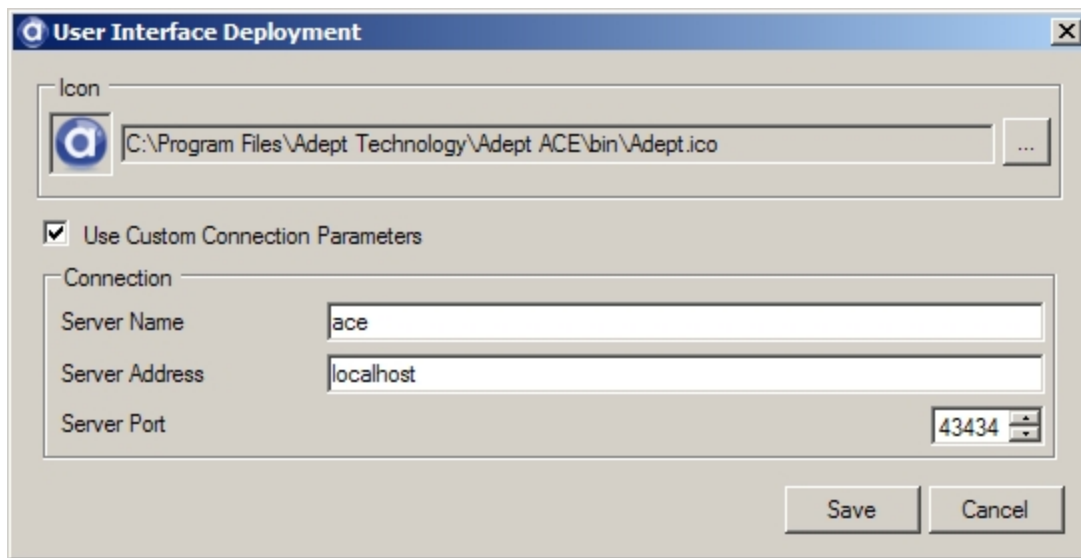 User Interface Deployment
Icon
C:\Program Files\Adept Technology\Adept ACE\bin\Adept.ico
...
Use Custom Connection Parameters
Connection
Server Name ace
Server Address localhost
Server Port 43434
Save Cancel